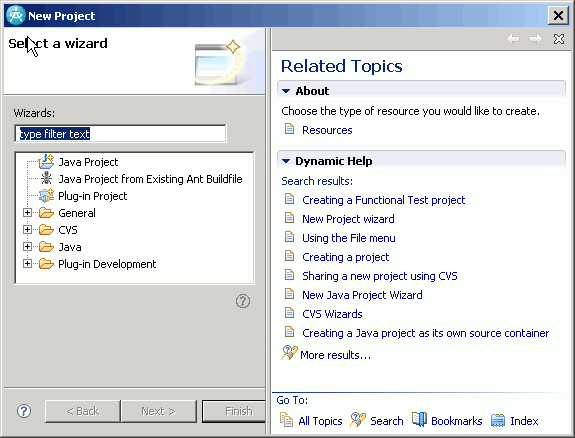 New Project
Select a wizard
Wizards:
type filter text
Java Project
Java Project from Existing Ant Buildfile
Plug-in Project
General
CVS
Java
Plug-in Development
< Back
Next >
Finish
Related Topics
About
Choose the type of resource you would like to create.
Resources
Dynamic Help
Search results:
Creating a Functional Test project
New Project wizard
Using the File menu
Creating a project
Sharing a new project using CVS
New Java Project Wizard
CVS Wizards
Creating a Java project as its own source container
More results...
Go To:
All Topics Search Bookmarks Index